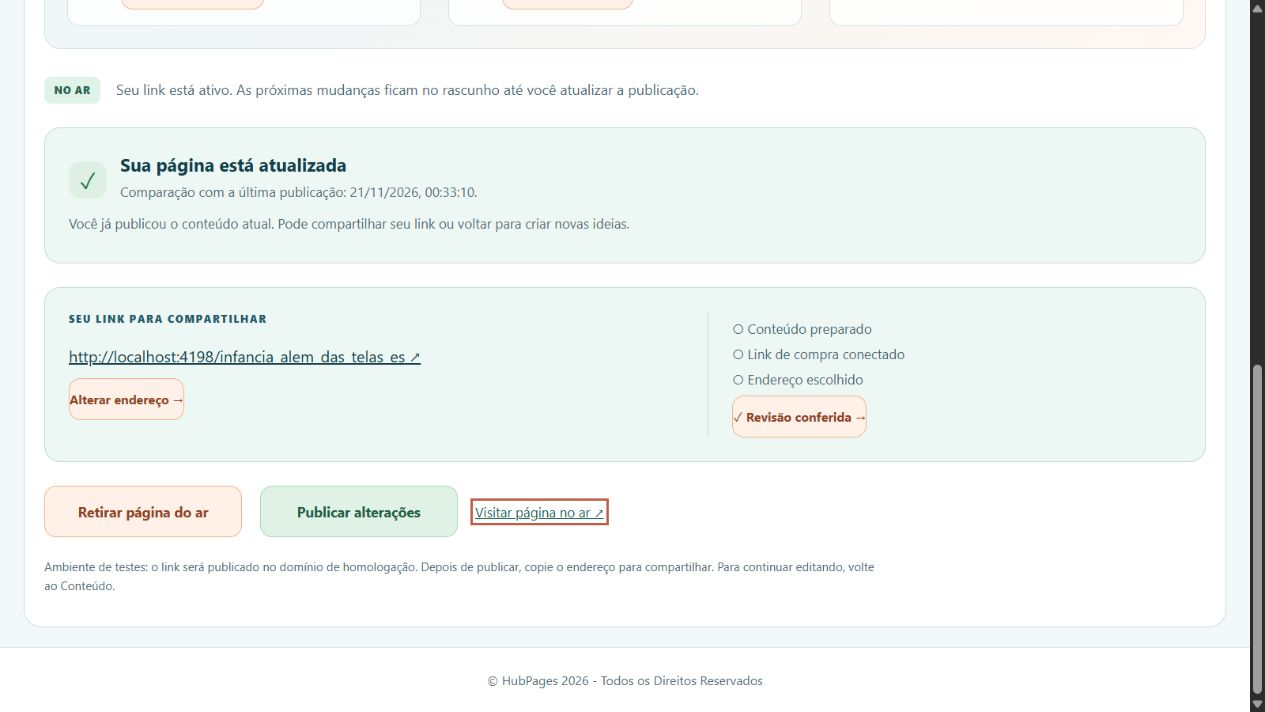 NO AR
Seu link está ativo. As próximas mudanças ficam no rascunho até você atualizar a publicação.
✓
Sua página está atualizada
Comparação com a última publicação: 21/11/2026, 00:33:10.
Você já publicou o conteúdo atual. Pode compartilhar seu link ou voltar para criar novas ideias.
SEU LINK PARA COMPARTILHAR
http://localhost:4198/infancia_alem_das_telas_es ↗
Alterar endereço →
○ Conteúdo preparado
○ Link de compra conectado
○ Endereço escolhido
✓ Revisão conferida →
Retirar página do ar
Publicar alterações
Visitar página no ar ↗
Ambiente de testes: o link será publicado no domínio de homologação. Depois de publicar, copie o endereço para compartilhar. Para continuar editando, volte
ao Conteúdo.
© HubPages 2026 - Todos os Direitos Reservados